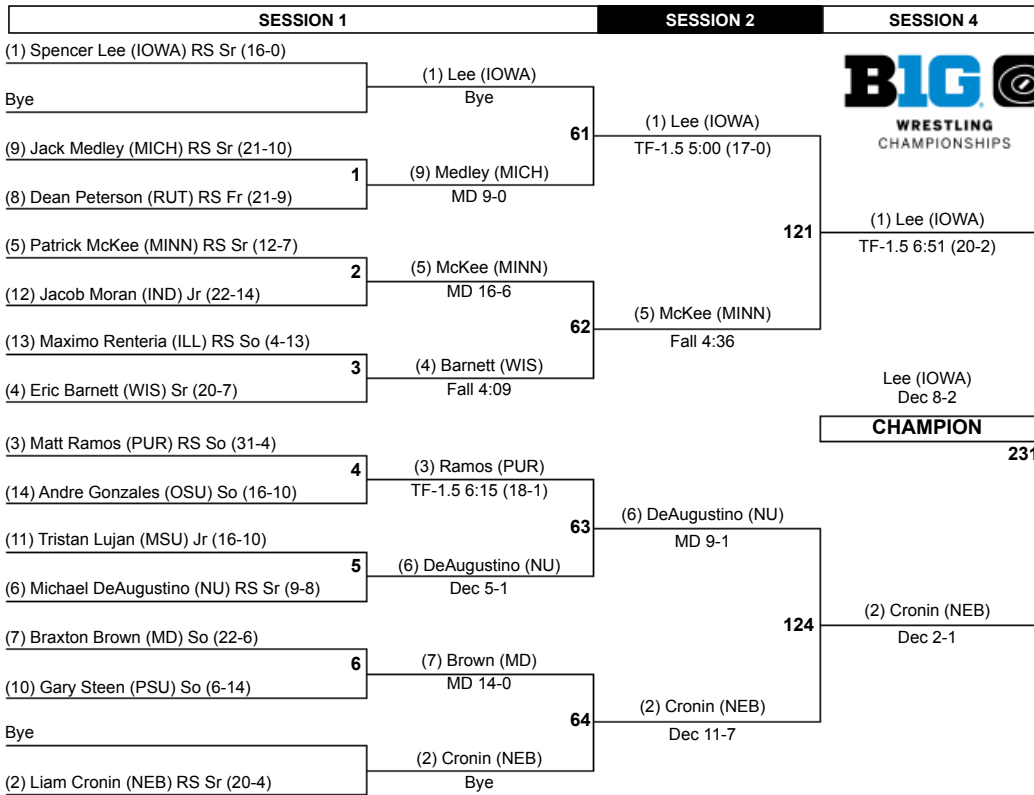 SESSION 1
SESSION 2
SESSION 4
(1) Spencer Lee (IOWA) RS Sr (16-0)
Bye
(9) Jack Medley (MICH) RS Sr (21-10)
1
(8) Dean Peterson (RUT) RS Fr (21-9)
(5) Patrick McKee (MINN) RS Sr (12-7)
2
(12) Jacob Moran (IND) Jr (22-14)
(13) Maximo Renteria (ILL) RS So (4-13)
3
(4) Eric Barnett (WIS) Sr (20-7)
(3) Matt Ramos (PUR) RS So (31-4)
4
(14) Andre Gonzales (OSU) So (16-10)
(11) Tristan Lujan (MSU) Jr (16-10)
5
(6) Michael DeAugustino (NU) RS Sr (9-8)
(7) Braxton Brown (MD) So (22-6)
6
(10) Gary Steen (PSU) So (6-14)
Bye
(2) Liam Cronin (NEB) RS Sr (20-4)
(1) Lee (IOWA)
Bye
61
(9) Medley (MICH)
MD 9-0
(5) McKee (MINN)
MD 16-6
62
(4) Barnett (WIS)
Fall 4:09
(3) Ramos (PUR)
TF-1.5 6:15 (18-1)
63
(6) DeAugustino (NU)
Dec 5-1
(7) Brown (MD)
MD 14-0
64
(2) Cronin (NEB)
Bye
(1) Lee (IOWA)
TF-1.5 5:00 (17-0)
121
(5) McKee (MINN)
Fall 4:36
(6) DeAugustino (NU)
MD 9-1
124
(2) Cronin (NEB)
Dec 11-7
B1G
WRESTLING
CHAMPIONSHIPS
(1) Lee (IOWA)
TF-1.5 6:51 (20-2)
Lee (IOWA)
Dec 8-2
CHAMPION
231
(2) Cronin (NEB)
Dec 2-1